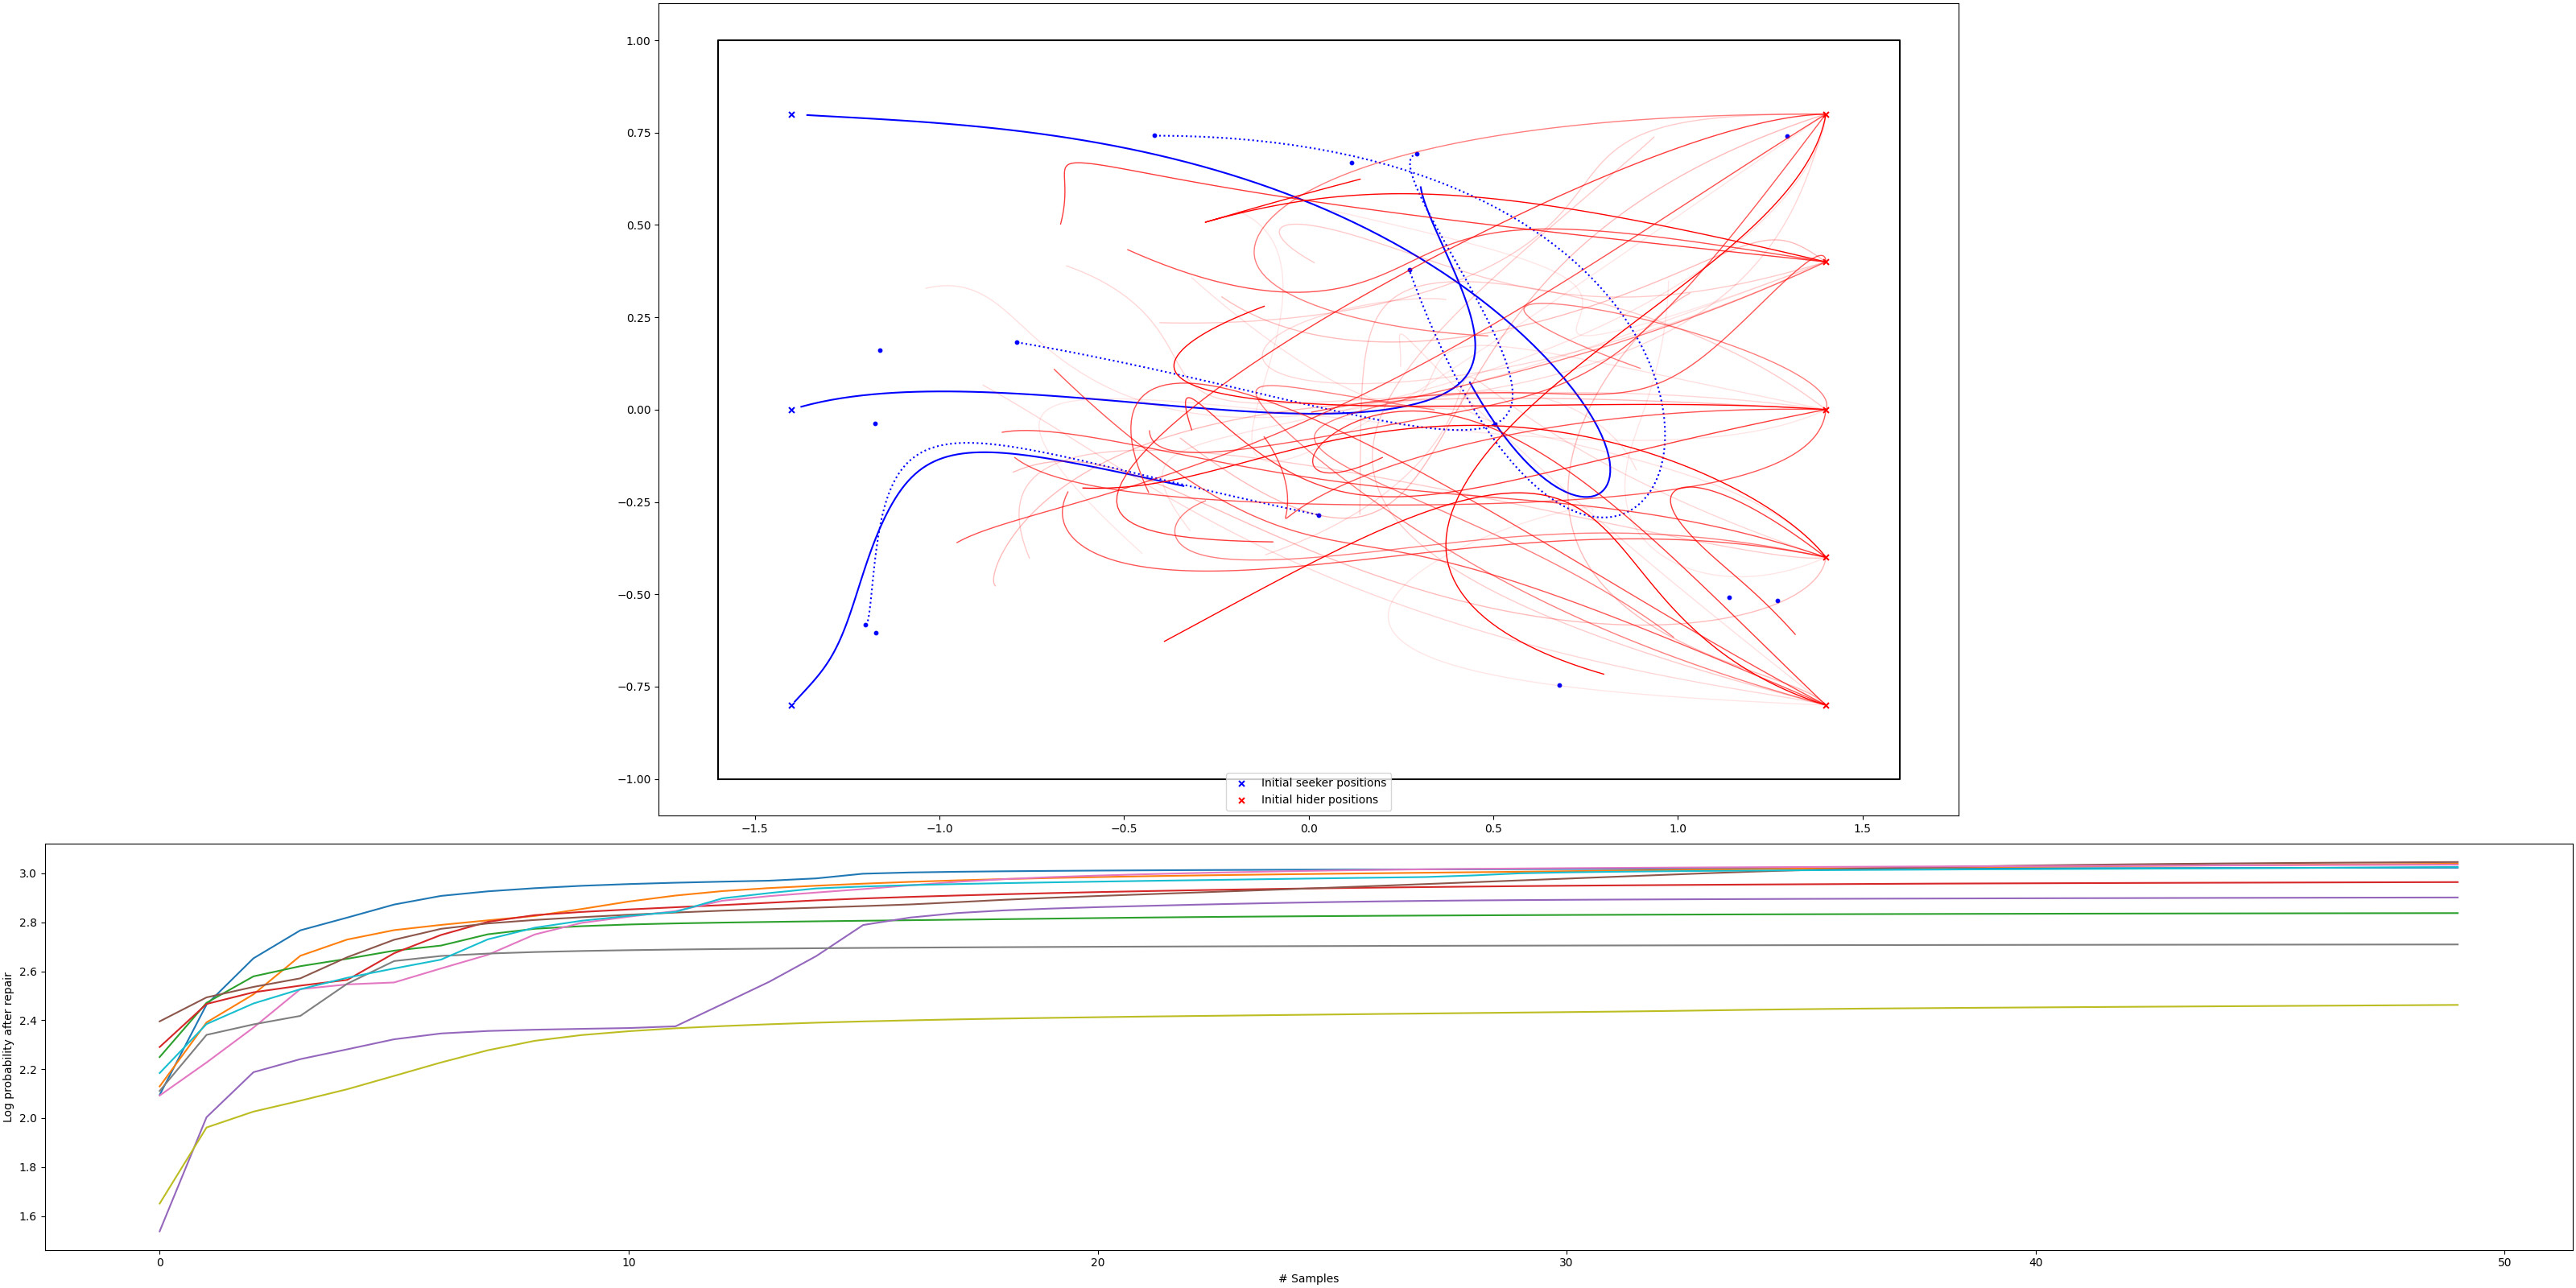 1.00
0.75
0.50
0.25
0.00
−0.25
−0.50
−0.75
−1.00
Initial seeker positions
Initial hider positions
−1.5 −1.0 −0.5 0.0 0.5 1.0 1.5
Log probability after repair
3.0
2.8
2.6
2.4
2.2
2.0
1.8
1.6
0 10 20 30 40 50
# Samples